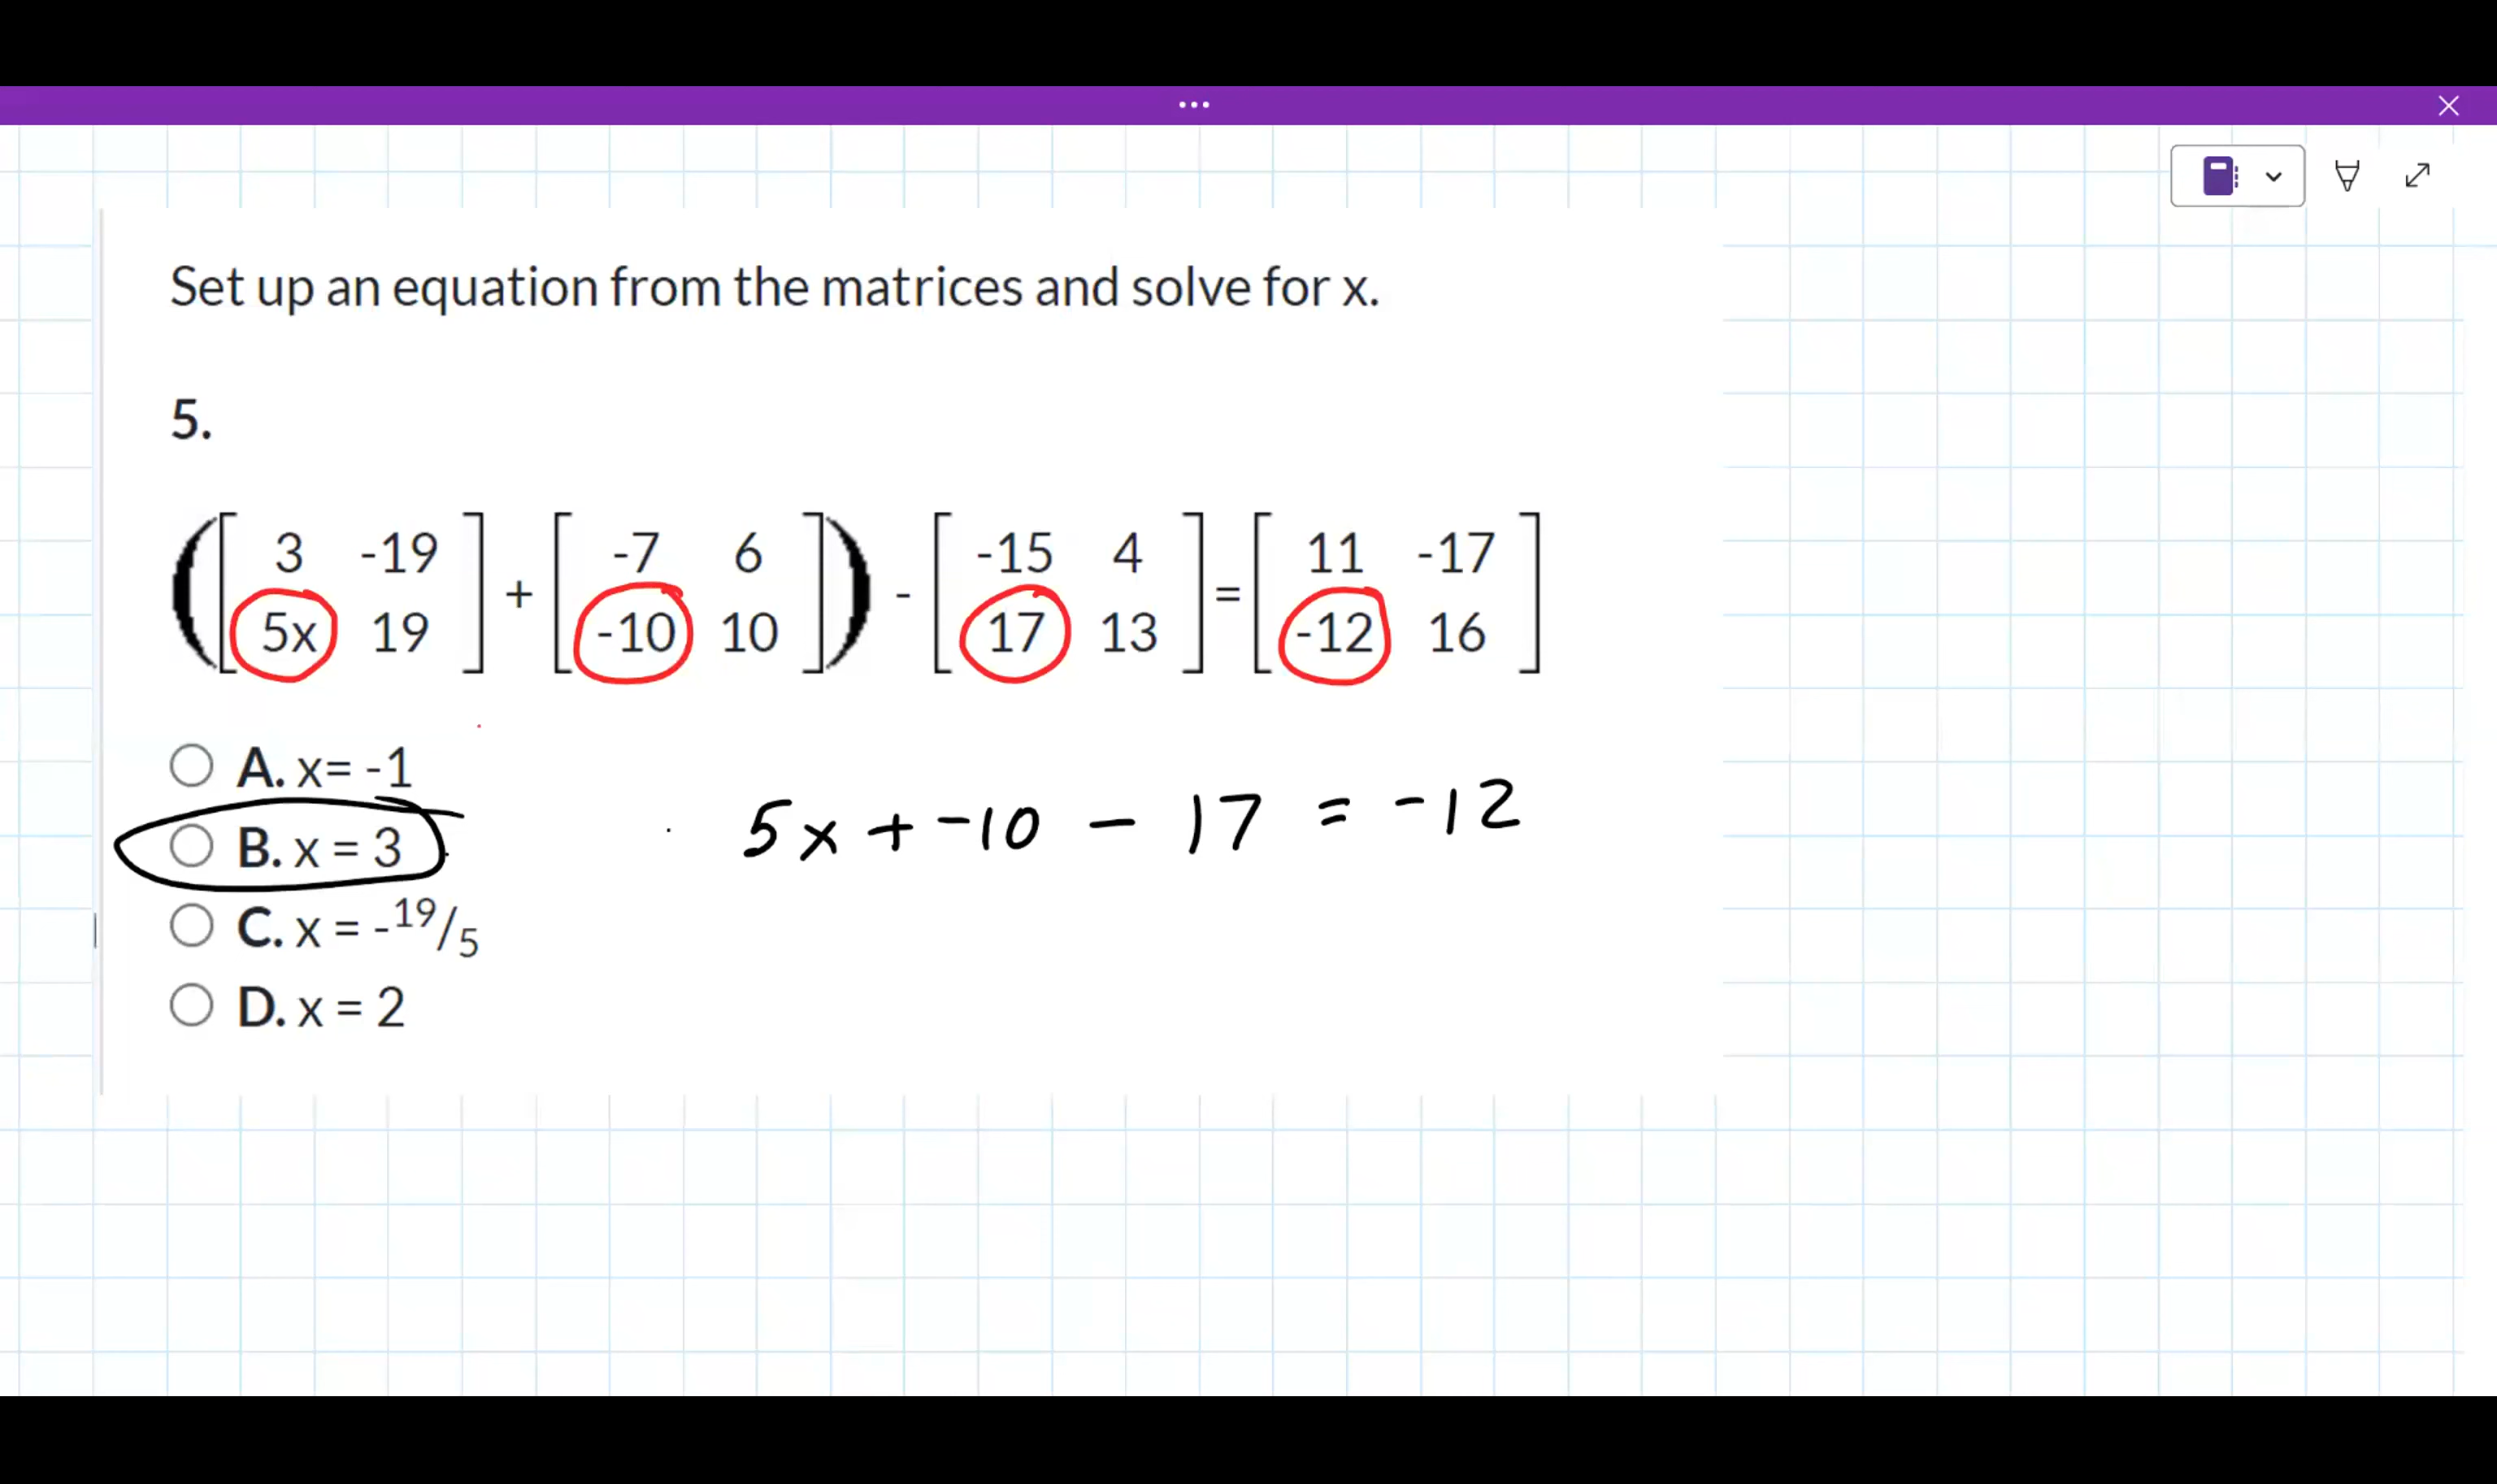 Set up an equation from the matrices and solve for x.
5.
([ 3 -19 ] + [ -7 6 ]) - [ -15 4 ] = [ 11 -17 ]
[ 5x 19 ] [ -10 10 ] [ 17 13 ] [ -12 16 ]
A. x= -1
5x + -10 - 17 = -12
B. x = 3
C. x = -19/5
D. x = 2